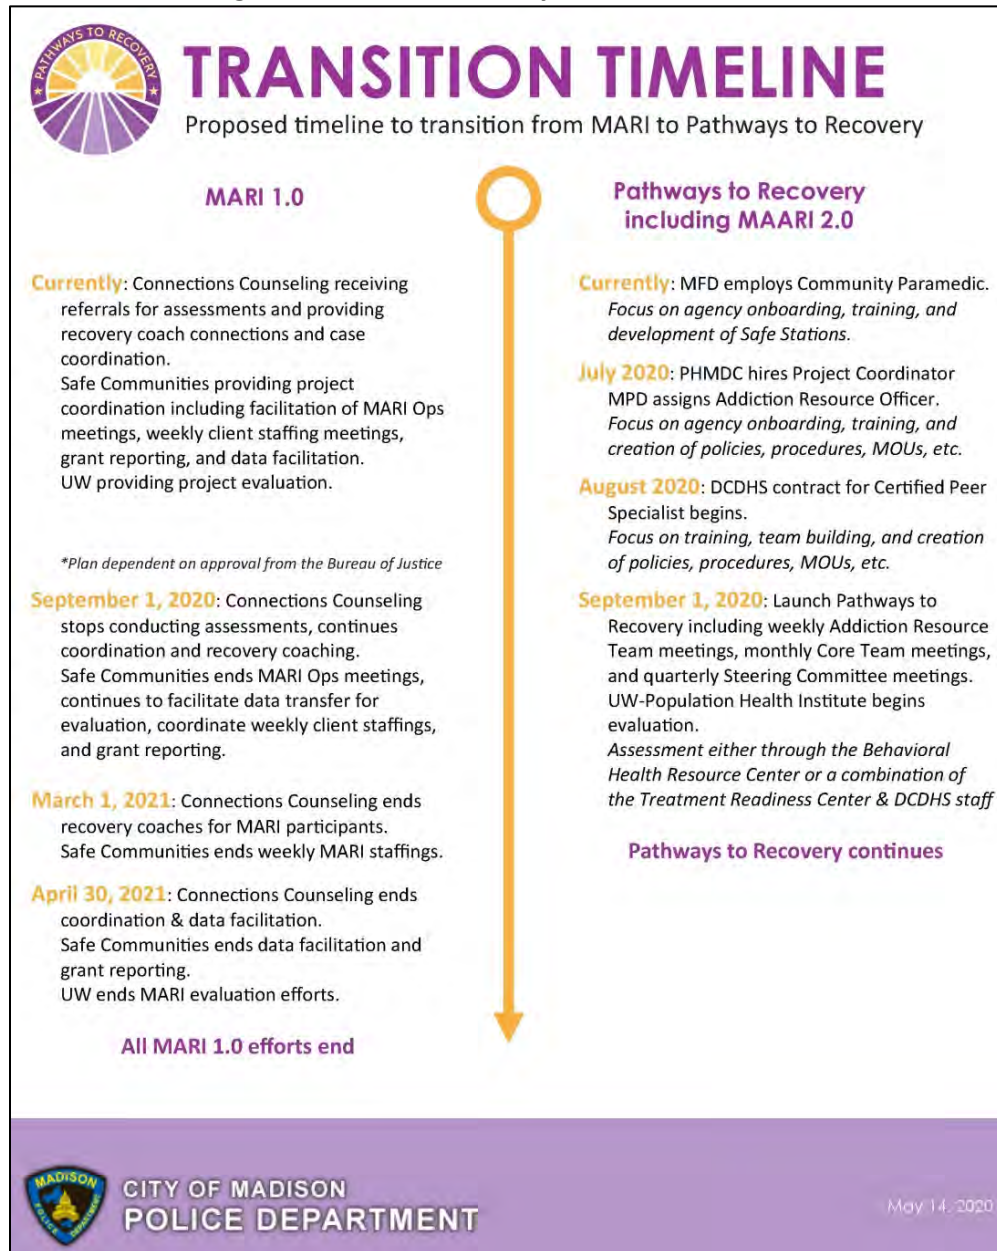 PATHWAYS TO RECOVERY
TRANSITION TIMELINE
Proposed timeline to transition from MARI to Pathways to Recovery
MARI 1.0
Currently: Connections Counseling receiving
referrals for assessments and providing
recovery coach connections and case
coordination.
Safe Communities providing project
coordination including facilitation of MARI Ops
meetings, weekly client staffing meetings,
grant reporting, and data facilitation.
UW providing project evaluation.
*Plan dependent on approval from the Bureau of Justice
September 1, 2020: Connections Counseling
stops conducting assessments, continues
coordination and recovery coaching.
Safe Communities ends MARI Ops meetings,
continues to facilitate data transfer for
evaluation, coordinate weekly client staffings,
and grant reporting.
March 1, 2021: Connections Counseling ends
recovery coaches for MARI participants.
Safe Communities ends weekly MARI staffings.
April 30, 2021: Connections Counseling ends
coordination & data facilitation.
Safe Communities ends data facilitation and
grant reporting.
UW ends MARI evaluation efforts.
All MARI 1.0 efforts end
Pathways to Recovery
including MAARI 2.0
Currently: MFD employs Community Paramedic.
Focus on agency onboarding, training, and
development of Safe Stations.
July 2020: PHMDC hires Project Coordinator
MPD assigns Addiction Resource Officer.
Focus on agency onboarding, training, and
creation of policies, procedures, MOUs, etc.
August 2020: DCDHS contract for Certified Peer
Specialist begins.
Focus on training, team building, and creation
of policies, procedures, MOUs, etc.
September 1, 2020: Launch Pathways to
Recovery including weekly Addiction Resource
Team meetings, monthly Core Team meetings,
and quarterly Steering Committee meetings.
UW-Population Health Institute begins
evaluation.
Assessment either through the Behavioral
Health Resource Center or a combination of
the Treatment Readiness Center & DCDHS staff
Pathways to Recovery continues
MADISON
POLICE DEPARTMENT
CITY OF MADISON
POLICE DEPARTMENT
May 14, 2020